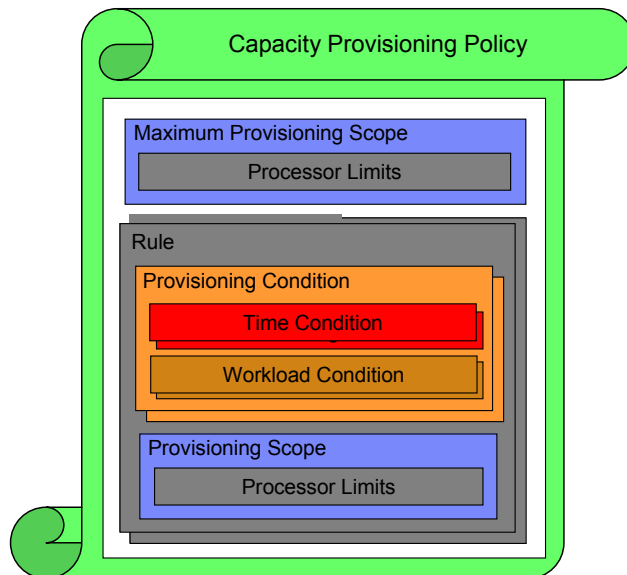 Capacity Provisioning Policy
Maximum Provisioning Scope
Processor Limits
Rule
Provisioning Condition
Time Condition
Workload Condition
Provisioning Scope
Processor Limits